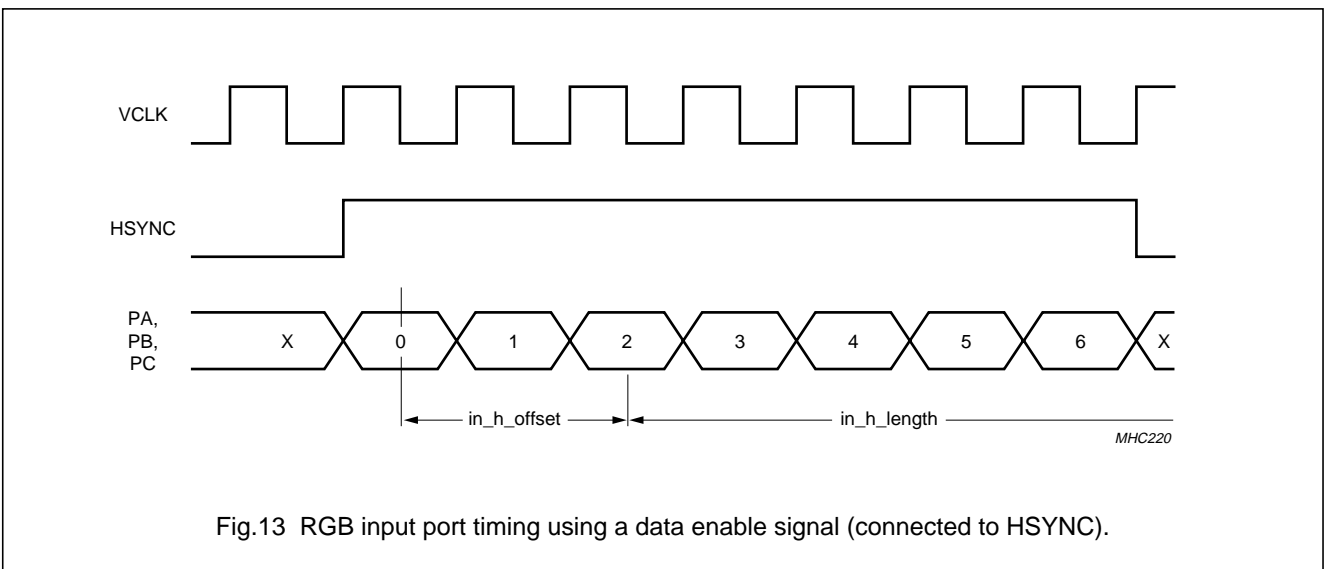 VCLK
HSYNC
PA,
PB,
PC
X 0 1 2 3 4 5 6 X
in_h_offset in_h_length
MHC220
Fig.13 RGB input port timing using a data enable signal (connected to HSYNC).